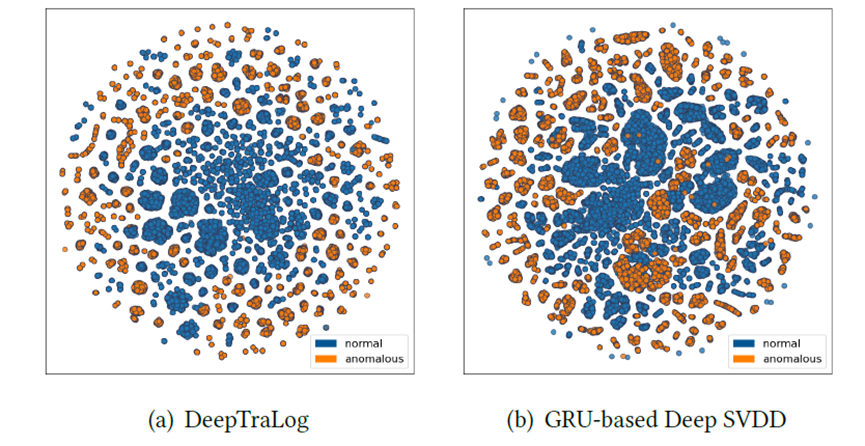 normal
anomalous
normal
anomalous
(a) DeepTraLog
(b) GRU-based Deep SVDD